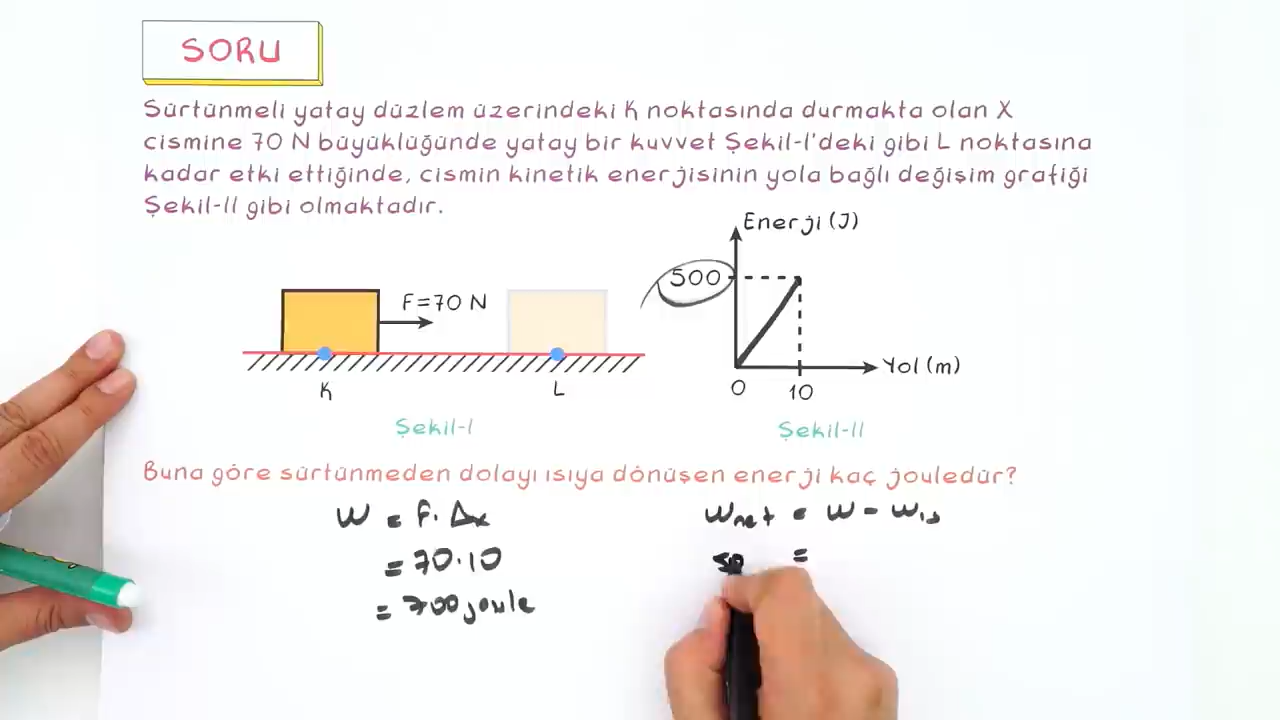 SORU
Sürtünmeli yatay düzlem üzerindeki K noktasında durmakta olan X
cismine 70 N büyüklüğünde yatay bir kuvvet Şekil-I'deki gibi L noktasına
kadar etki ettiğinde, cismin kinetik enerjisinin yola bağlı değişim grafiği
Şekil-II gibi olmaktadır.
F=70 N
K
L
Şekil-I
Enerji (J)
500
Yol (m)
0
10
Şekil-II
Buna göre sürtünmeden dolayı ısıya dönüşen enerji kaç jouledür?
W = F. Δx
= 70.10
= 700 joule
Wnet = W - Wısı
50 =